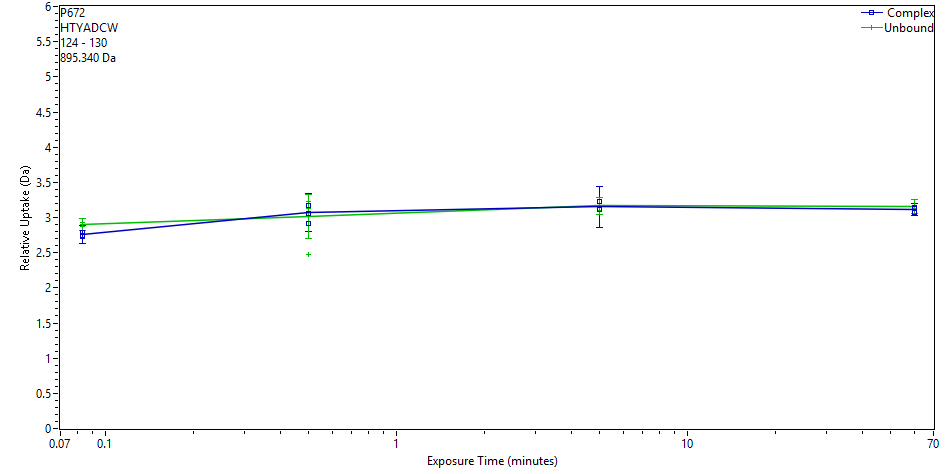 P672
HTYADCW
124 - 130
895.340 Da
Complex
Unbound
6
5.5
5
4.5
4
3.5
3
2.5
2
1.5
1
0.5
0
Relative Uptake (Da)
0.07 0.1 1 10 70
Exposure Time (minutes)